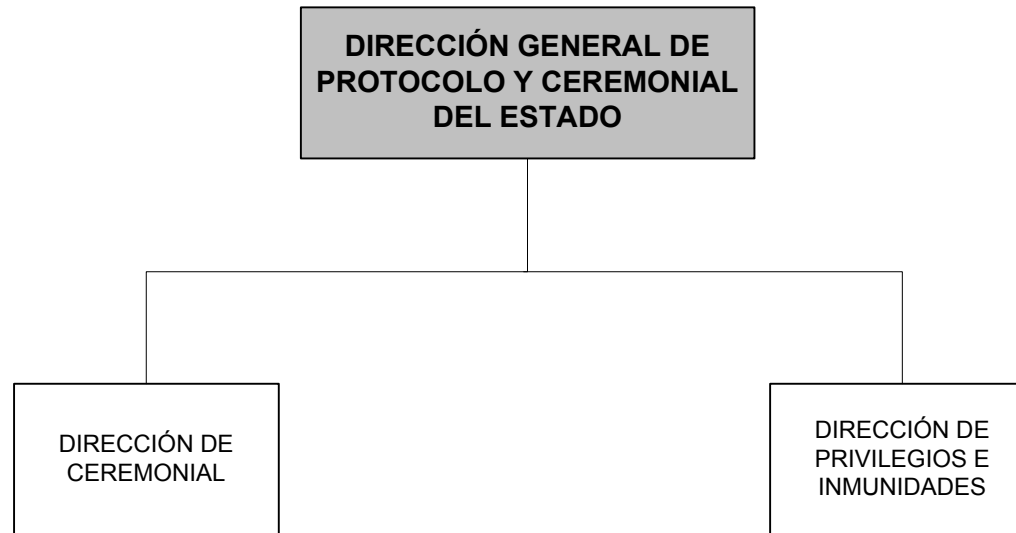 DIRECCIÓN GENERAL DE
PROTOCOLO Y CEREMONIAL
DEL ESTADO
DIRECCIÓN DE
CEREMONIAL
DIRECCIÓN DE
PRIVILEGIOS E
INMUNIDADES